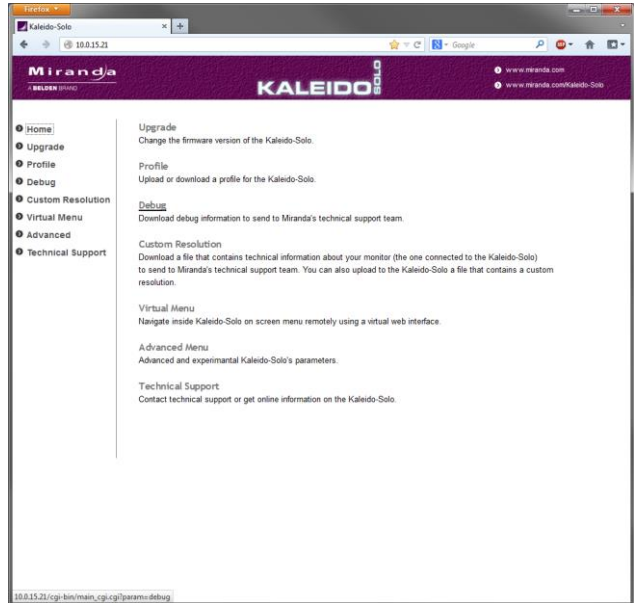 Firefox
Kaleido-Solo
10.0.15.21
Google
Miranda
A BELDEN BRAND
KALEIDO SOLO
www.miranda.com
www.miranda.com/Kaleido-Solo
Home
Upgrade
Profile
Debug
Custom Resolution
Virtual Menu
Advanced
Technical Support
Upgrade
Change the firmware version of the Kaleido-Solo.
Profile
Upload or download a profile for the Kaleido-Solo.
Debug
Download debug information to send to Miranda's technical support team.
Custom Resolution
Download a file that contains technical information about your monitor (the one connected to the Kaleido-Solo)
to send to Miranda's technical support team. You can also upload to the Kaleido-Solo a file that contains a custom
resolution.
Virtual Menu
Navigate inside Kaleido-Solo on screen menu remotely using a virtual web interface.
Advanced Menu
Advanced and experimantal Kaleido-Solo's parameters.
Technical Support
Contact technical support or get online information on the Kaleido-Solo.
10.0.15.21/cgi-bin/main_cgi.cgi?param=debug